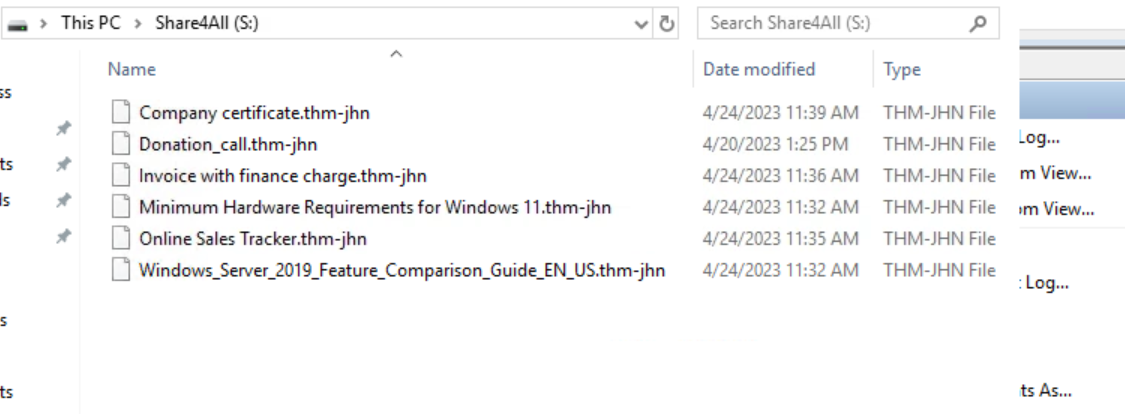 This PC > Share4All (S:)
Search Share4All (S:)
Name Date modified Type
Company certificate.thm-jhn 4/24/2023 11:39 AM THM-JHN File
Donation_call.thm-jhn 4/20/2023 1:25 PM THM-JHN File
Invoice with finance charge.thm-jhn 4/24/2023 11:36 AM THM-JHN File
Minimum Hardware Requirements for Windows 11.thm-jhn 4/24/2023 11:32 AM THM-JHN File
Online Sales Tracker.thm-jhn 4/24/2023 11:35 AM THM-JHN File
Windows_Server_2019_Feature_Comparison_Guide_EN_US.thm-jhn 4/24/2023 11:32 AM THM-JHN File
ss
ts
ls
s
ts
Log...
m View...
om View...
t Log...
ts As...